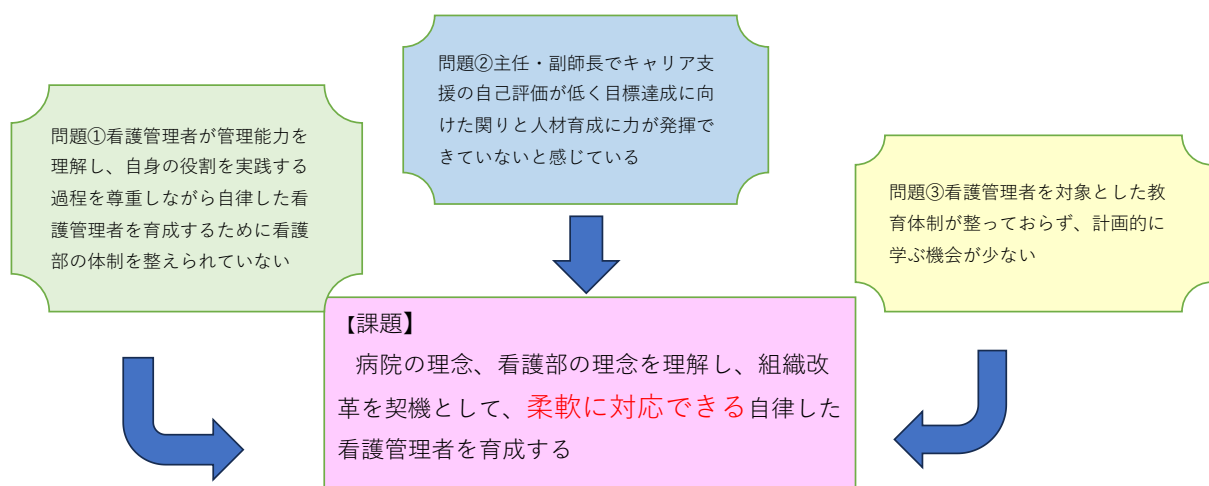 問題①看護管理者が管理能力を
理解し、自身の役割を実践する
過程を尊重しながら自律した看
護管理者を育成するために看護
部の体制を整えられていない
問題②主任・副師長でキャリア支
援の自己評価が低く目標達成に向
けた関りと人材育成に力が発揮で
きていないと感じている
問題③看護管理者を対象とした教
育体制が整っておらず、計画的に
学ぶ機会が少ない
【課題】
病院の理念、看護部の理念を理解し、組織改
革を契機として、柔軟に対応できる自律した
看護管理者を育成する